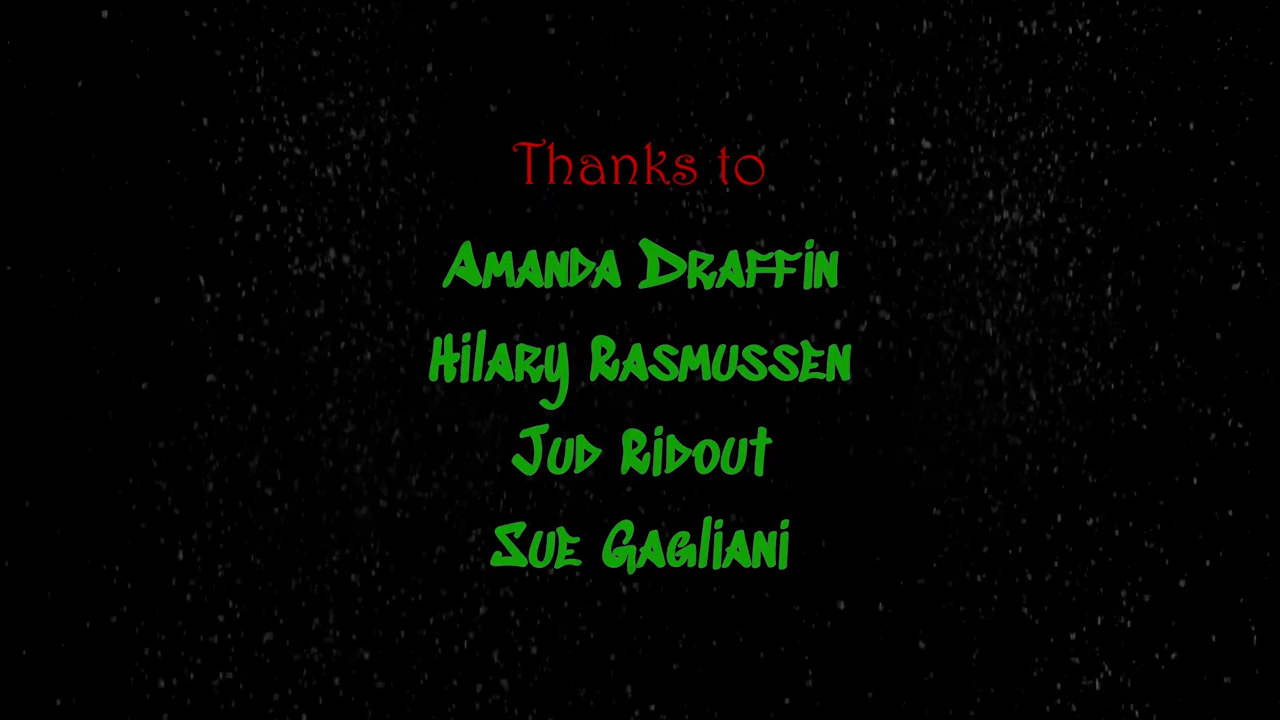 Thanks to
Amanda Draffin
Hilary Rasmussen
Jud Ridout
Sue Gagliani